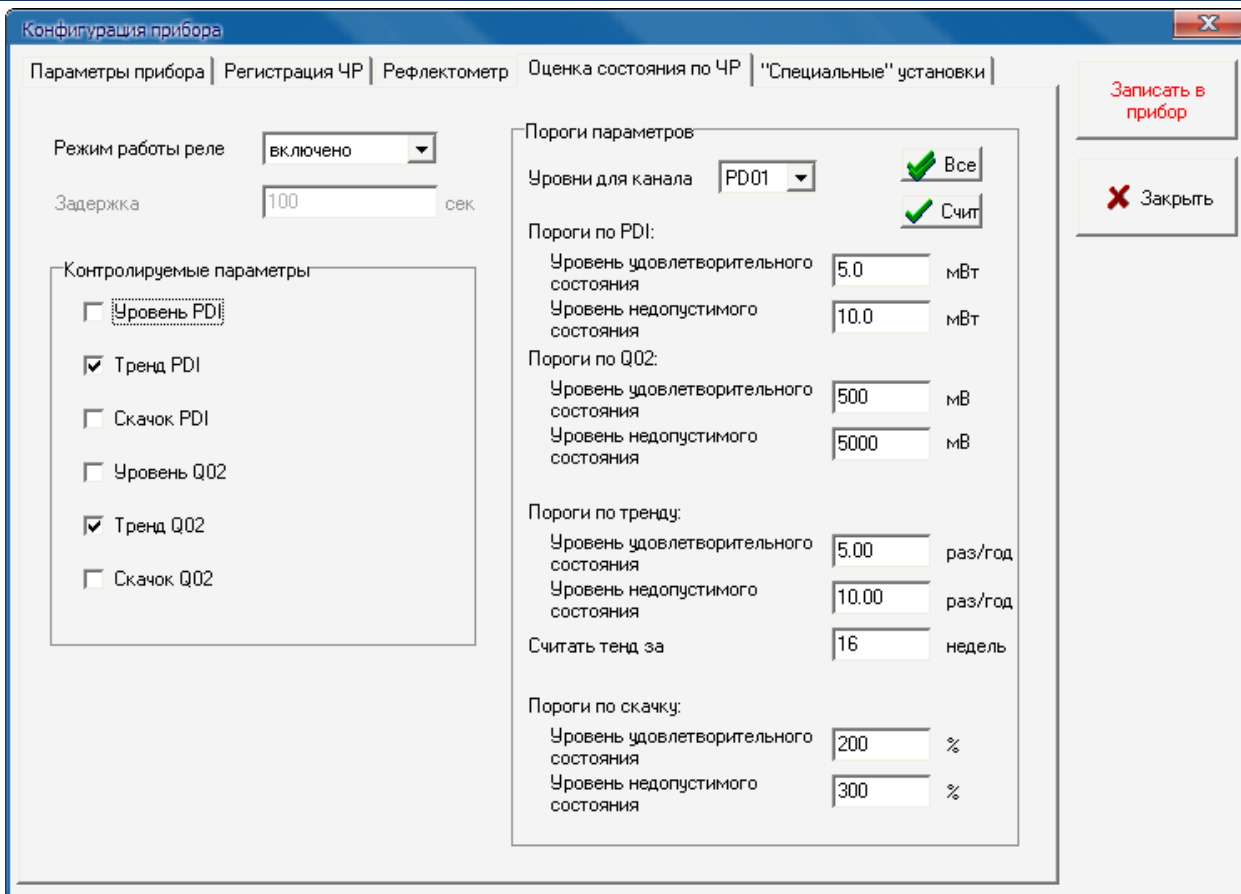 Конфигурация прибора
Параметры прибора
Регистрация ЧР
Рефлектометр
Оценка состояния по ЧР
"Специальные" установки
Записать в
прибор
Закрыть
Режим работы реле
включено
Задержка
100
сек
Контролируемые параметры
Уровень PDI
Тренд PDI
Скачок PDI
Уровень Q02
Тренд Q02
Скачок Q02
Пороги параметров
Уровни для канала
PD01
Все
Счит
Пороги по PDI:
Уровень удовлетворительного
состояния
5.0
мВт
Уровень недопустимого
состояния
10.0
мВт
Пороги по Q02:
Уровень удовлетворительного
состояния
500
мВ
Уровень недопустимого
состояния
5000
мВ
Пороги по тренду:
Уровень удовлетворительного
состояния
5.00
раз/год
Уровень недопустимого
состояния
10.00
раз/год
Считать тенд за
16
недель
Пороги по скачку:
Уровень удовлетворительного
состояния
200
%
Уровень недопустимого
состояния
300
%